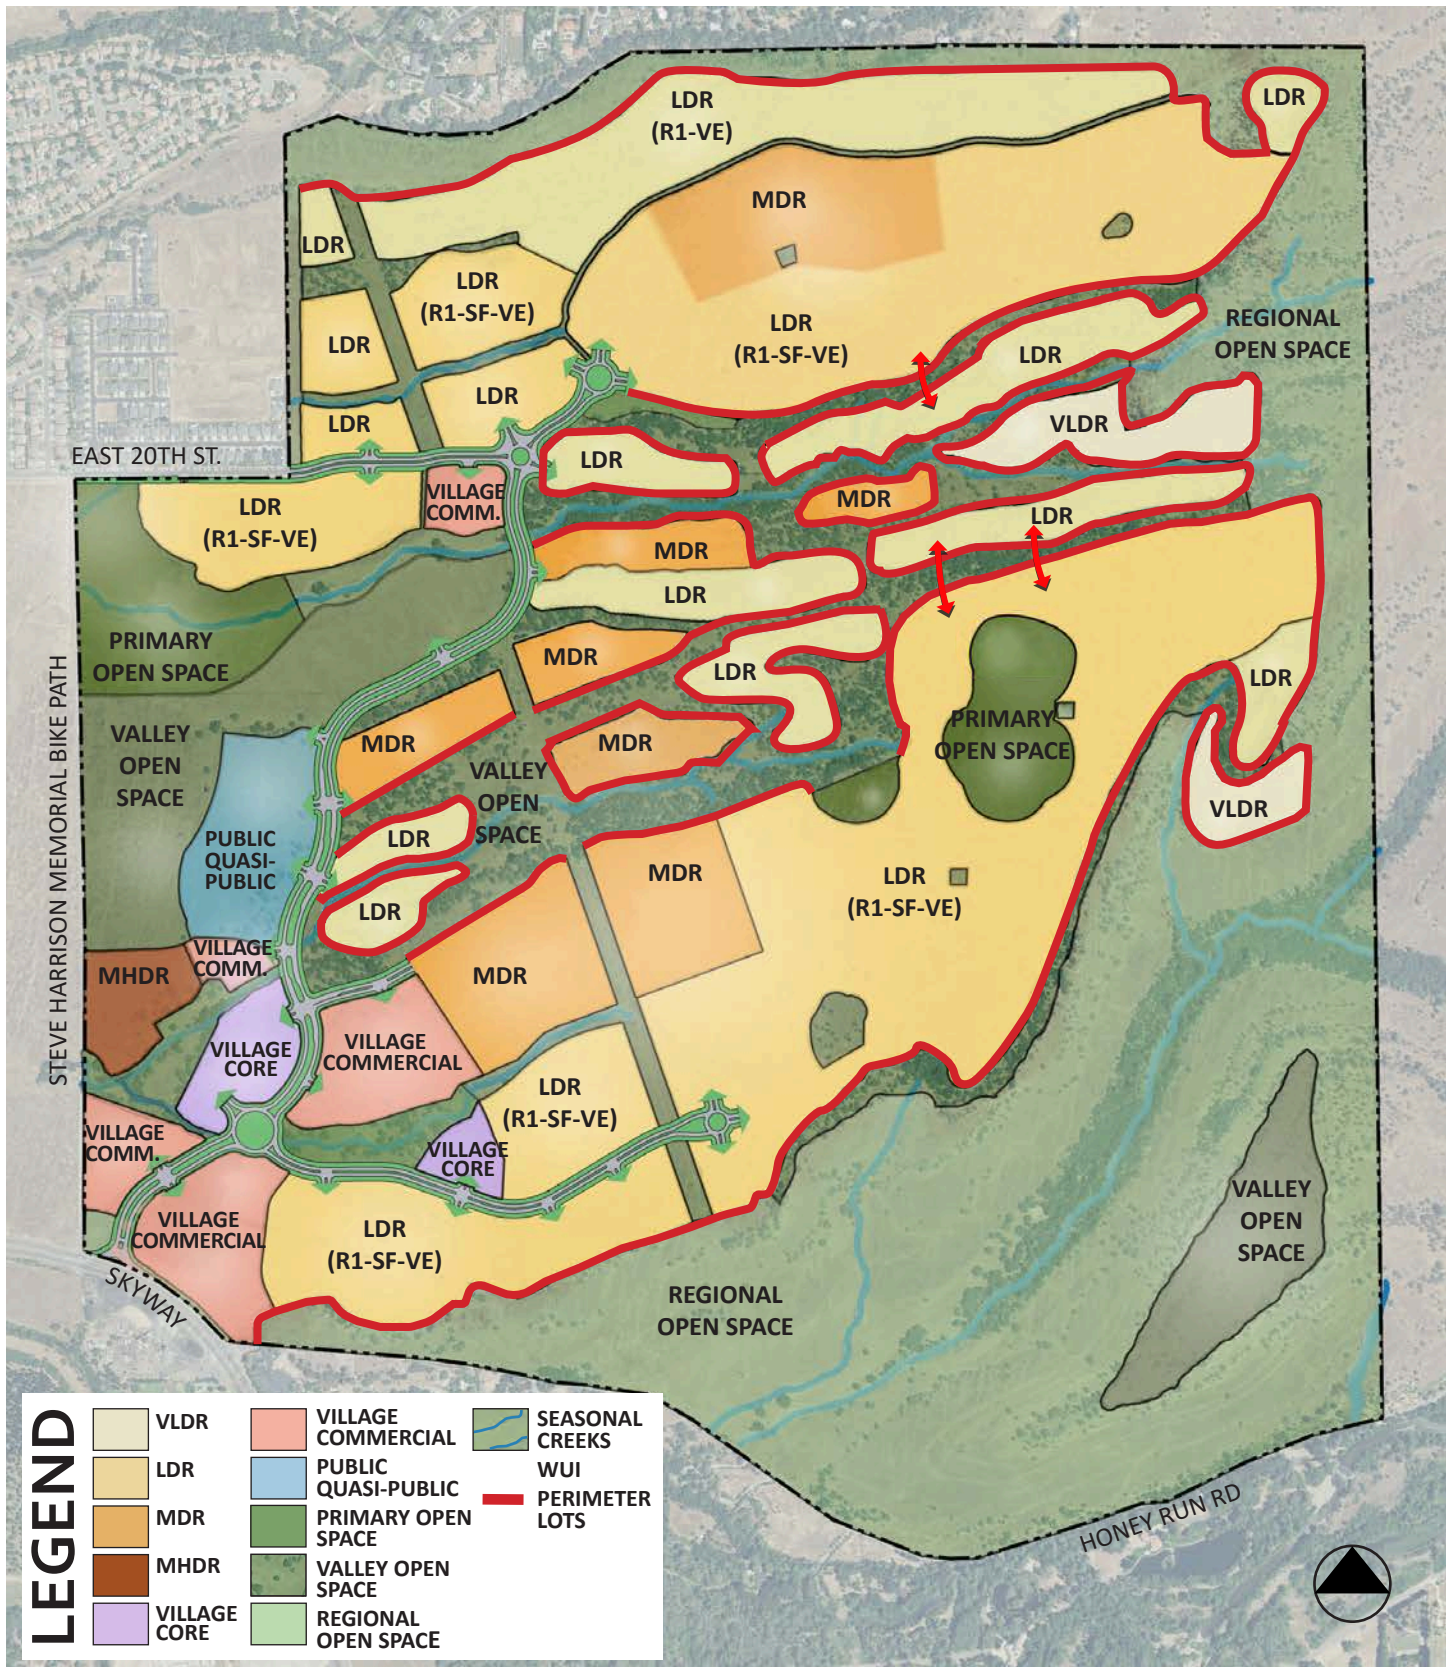 LDR
(R1-VE)
LDR
MDR
LDR
LDR
(R1-SF-VE)
LDR
(R1-SF-VE)
REGIONAL
OPEN SPACE
LDR
LDR
LDR
LDR
VLDR
EAST 20TH ST.
LDR
LDR
(R1-SF-VE)
VILLAGE
COMM.
MDR
LDR
MDR
LDR
PRIMARY
OPEN SPACE
MDR
LDR
LDR
PRIMARY
OPEN SPACE
VALLEY
OPEN
SPACE
MDR
MDR
VALLEY
OPEN
SPACE
VLDR
STEVE HARRISON MEMORIAL BIKE PATH
PUBLIC
QUASI-
PUBLIC
LDR
MDR
LDR
(R1-SF-VE)
LDR
VILLAGE
COMM.
MHDR
MDR
VILLAGE
CORE
VILLAGE
COMMERCIAL
LDR
(R1-SF-VE)
VILLAGE
COMM.
VILLAGE
CORE
VALLEY
OPEN
SPACE
VILLAGE
COMMERCIAL
LDR
(R1-SF-VE)
SKYWAY
REGIONAL
OPEN SPACE
HONEY RUN RD
LEGEND
VLDR
LDR
MDR
MHDR
VILLAGE
CORE
VILLAGE
COMMERCIAL
PUBLIC
QUASI-PUBLIC
PRIMARY OPEN
SPACE
VALLEY OPEN
SPACE
REGIONAL
OPEN SPACE
SEASONAL
CREEKS
WUI
PERIMETER
LOTS